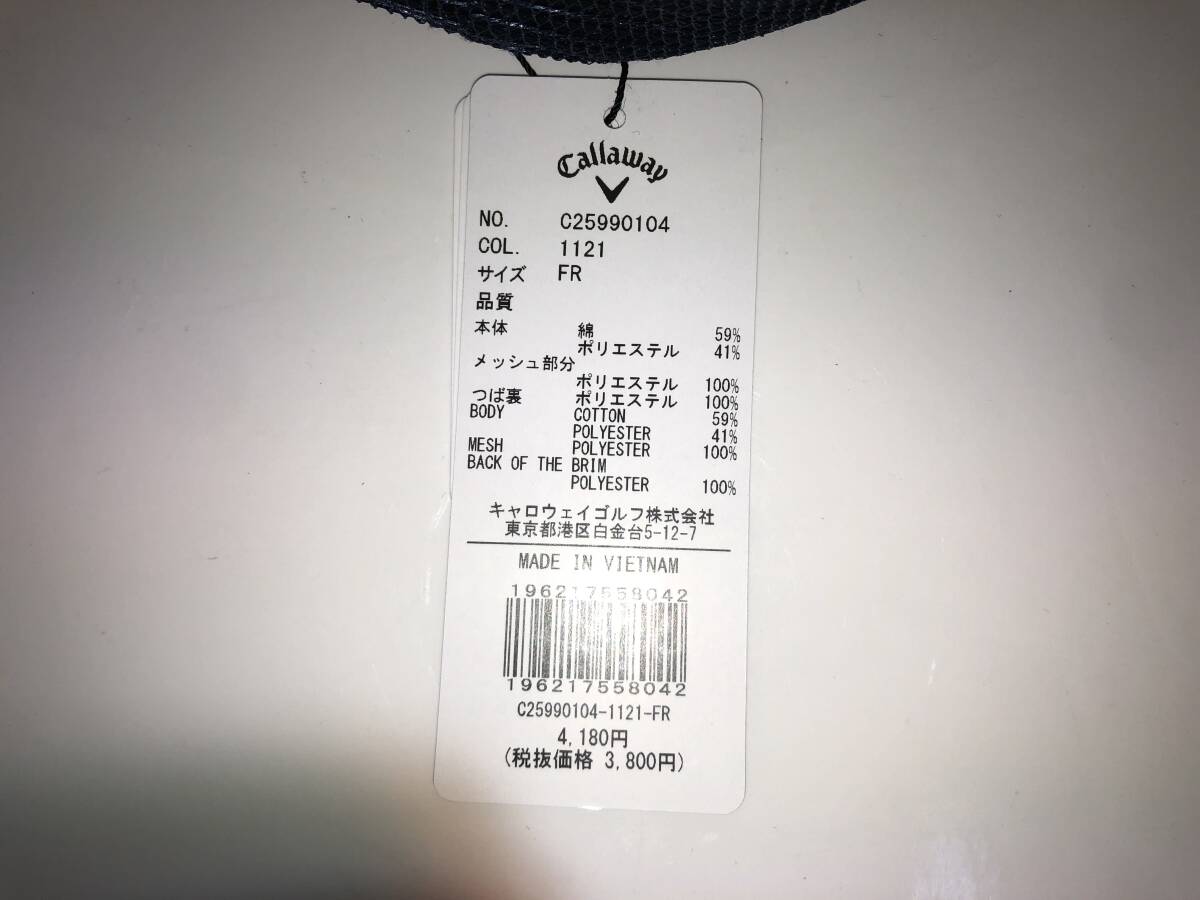 Callaway
NO. C25990104
COL. 1121
サイズ FR
品質
本体 綿 59%
ポリエステル 41%
メッシュ部分
ポリエステル 100%
つば裏 ポリエステル 100%
BODY COTTON 59%
POLYESTER 41%
MESH POLYESTER 100%
BACK OF THE BRIM
POLYESTER 100%
キャロウェイゴルフ株式会社
東京都港区白金台5-12-7
MADE IN VIETNAM
196217558042
196217558042
C25990104-1121-FR
4,180円
(税抜価格 3,800円)